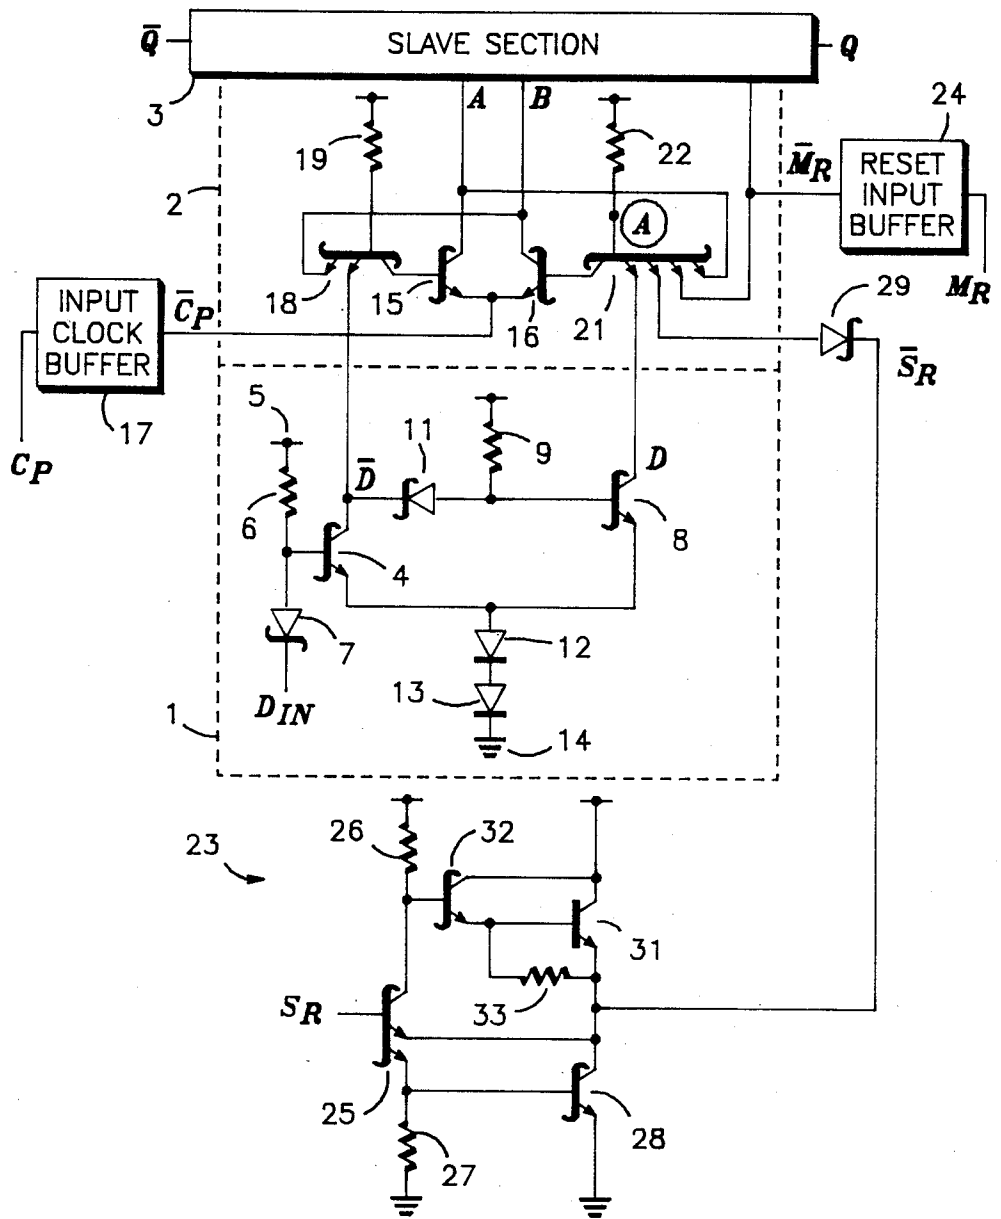 Q̄
SLAVE SECTION
Q
3
A
B
24
19
22
M̄R
RESET
INPUT
BUFFER
2
A
18
15
16
21
MR
29
INPUT
CLOCK
BUFFER
C̄P
S̄R
17
CP
5
11
9
D̄
D
6
4
8
7
12
13
DIN
14
1
26
32
23
31
SR
33
25
28
27